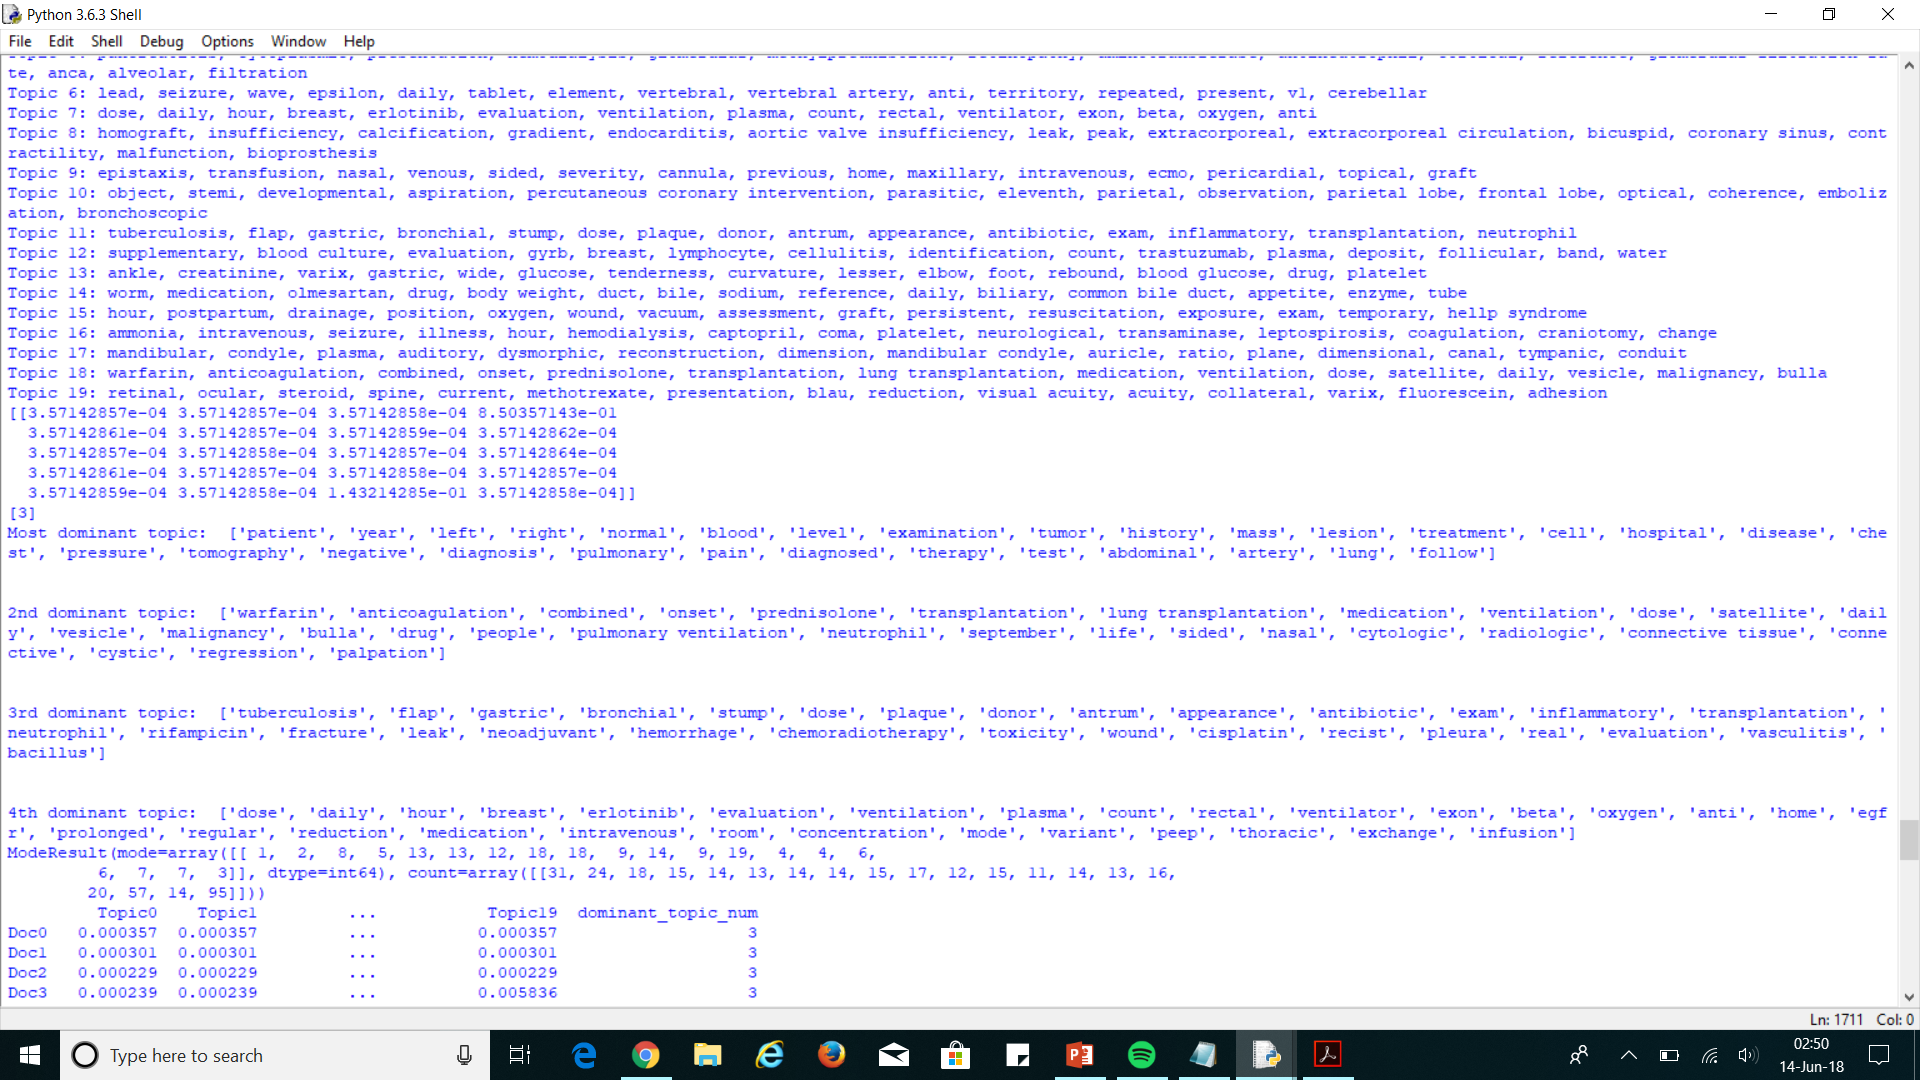 Python 3.6.3 Shell
File Edit Shell Debug Options Window Help
te, anca, alveolar, filtration
Topic 6: lead, seizure, wave, epsilon, daily, tablet, element, vertebral, vertebral artery, anti, territory, repeated, present, v1, cerebellar
Topic 7: dose, daily, hour, breast, erlotinib, evaluation, ventilation, plasma, count, rectal, ventilator, exon, beta, oxygen, anti
Topic 8: homograft, insufficiency, calcification, gradient, endocarditis, aortic valve insufficiency, leak, peak, extracorporeal, extracorporeal circulation, bicuspid, coronary sinus, cont
ractility, malfunction, bioprosthesis
Topic 9: epistaxis, transfusion, nasal, venous, sided, severity, cannula, previous, home, maxillary, intravenous, ecmo, pericardial, topical, graft
Topic 10: object, stemi, developmental, aspiration, percutaneous coronary intervention, parasitic, eleventh, parietal, observation, parietal lobe, frontal lobe, optical, coherence, emboliz
ation, bronchoscopic
Topic 11: tuberculosis, flap, gastric, bronchial, stump, dose, plaque, donor, antrum, appearance, antibiotic, exam, inflammatory, transplantation, neutrophil
Topic 12: supplementary, blood culture, evaluation, gyrb, breast, lymphocyte, cellulitis, identification, count, trastuzumab, plasma, deposit, follicular, band, water
Topic 13: ankle, creatinine, varix, gastric, wide, glucose, tenderness, curvature, lesser, elbow, foot, rebound, blood glucose, drug, platelet
Topic 14: worm, medication, olmesartan, drug, body weight, duct, bile, sodium, reference, daily, biliary, common bile duct, appetite, enzyme, tube
Topic 15: hour, postpartum, drainage, position, oxygen, wound, vacuum, assessment, graft, persistent, resuscitation, exposure, exam, temporary, hellp syndrome
Topic 16: ammonia, intravenous, seizure, illness, hour, hemodialysis, captopril, coma, platelet, neurological, transaminase, leptospirosis, coagulation, craniotomy, change
Topic 17: mandibular, condyle, plasma, auditory, dysmorphic, reconstruction, dimension, mandibular condyle, auricle, ratio, plane, dimensional, canal, tympanic, conduit
Topic 18: warfarin, anticoagulation, combined, onset, prednisolone, transplantation, lung transplantation, medication, ventilation, dose, satellite, daily, vesicle, malignancy, bulla
Topic 19: retinal, ocular, steroid, spine, current, methotrexate, presentation, blau, reduction, visual acuity, acuity, collateral, varix, fluorescein, adhesion
[[3.57142857e-04 3.57142857e-04 3.57142858e-04 8.50357143e-01
3.57142861e-04 3.57142857e-04 3.57142859e-04 3.57142862e-04
3.57142857e-04 3.57142858e-04 3.57142857e-04 3.57142864e-04
3.57142861e-04 3.57142857e-04 3.57142858e-04 3.57142857e-04
3.57142859e-04 3.57142858e-04 1.43214285e-01 3.57142858e-04]]
[3]
Most dominant topic:  ['patient', 'year', 'left', 'right', 'normal', 'blood', 'level', 'examination', 'tumor', 'history', 'mass', 'lesion', 'treatment', 'cell', 'hospital', 'disease', 'che
st', 'pressure', 'tomography', 'negative', 'diagnosis', 'pulmonary', 'pain', 'diagnosed', 'therapy', 'test', 'abdominal', 'artery', 'lung', 'follow']
2nd dominant topic:  ['warfarin', 'anticoagulation', 'combined', 'onset', 'prednisolone', 'transplantation', 'lung transplantation', 'medication', 'ventilation', 'dose', 'satellite', 'dail
y', 'vesicle', 'malignancy', 'bulla', 'drug', 'people', 'pulmonary ventilation', 'neutrophil', 'september', 'life', 'sided', 'nasal', 'cytologic', 'radiologic', 'connective tissue', 'conne
ctive', 'cystic', 'regression', 'palpation']
3rd dominant topic:  ['tuberculosis', 'flap', 'gastric', 'bronchial', 'stump', 'dose', 'plaque', 'donor', 'antrum', 'appearance', 'antibiotic', 'exam', 'inflammatory', 'transplantation', '
neutrophil', 'rifampicin', 'fracture', 'leak', 'neoadjuvant', 'hemorrhage', 'chemoradiotherapy', 'toxicity', 'wound', 'cisplatin', 'recist', 'pleura', 'real', 'evaluation', 'vasculitis', '
bacillus']
4th dominant topic:  ['dose', 'daily', 'hour', 'breast', 'erlotinib', 'evaluation', 'ventilation', 'plasma', 'count', 'rectal', 'ventilator', 'exon', 'beta', 'oxygen', 'anti', 'home', 'egf
r', 'prolonged', 'regular', 'reduction', 'medication', 'intravenous', 'room', 'concentration', 'mode', 'variant', 'peep', 'thoracic', 'exchange', 'infusion']
ModeResult(mode=array([[ 1,  2,  8,  5, 13, 13, 12, 18, 18,  9, 14,  9, 19,  4,  4,  6,
6,  7,  7,  3]], dtype=int64), count=array([[31, 24, 18, 15, 14, 13, 14, 14, 15, 17, 12, 15, 11, 14, 13, 16,
20, 57, 14, 95]]))
Topic0 Topic1 ... Topic19 dominant_topic_num
Doc0 0.000357 0.000357 ... 0.000357 3
Doc1 0.000301 0.000301 ... 0.000301 3
Doc2 0.000229 0.000229 ... 0.000229 3
Doc3 0.000239 0.000239 ... 0.005836 3
Ln: 1711 Col: 0
Type here to search
02:50
14-Jun-18